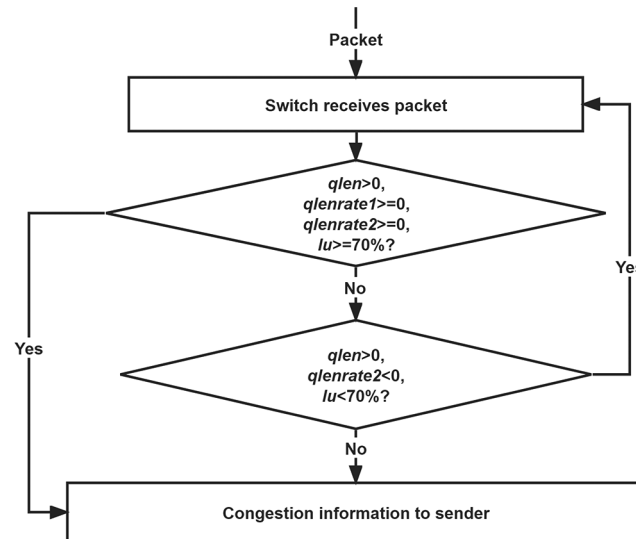 Packet
Switch receives packet
qlen>0,
qlenrate1>=0,
qlenrate2>=0,
lu>=70%?
No
Yes
Yes
qlen>0,
qlenrate2<0,
lu<70%?
No
Congestion information to sender